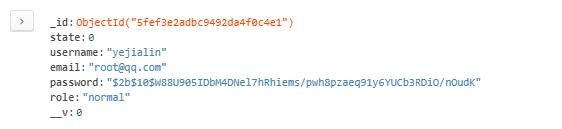 _id: ObjectId("5fef3e2adbc9492da4f0c4e1")
state: 0
username: "yejialin"
email: "root@qq.com"
password: "$2b$10$W88U905IDbM4DNel7hRhiems/pwh8pzaeq91y6YUCb3RDiO/nOudK"
role: "normal"
__v: 0